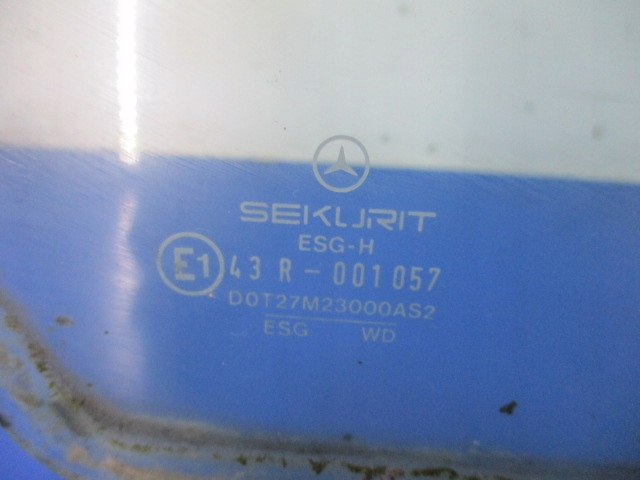 SEKURIT
ESG-H
E1 43 R - 001057
DOT27M23000AS2
ESG WD